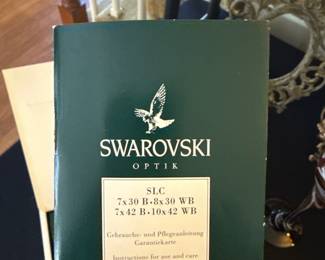 SWAROVSKI
OPTIK
SLC
7x30 B·8x30 WB
7x42 B·10x42 WB
Gebrauchs- und Pflegeanleitung
Garantiekarte
Instructions for use and care